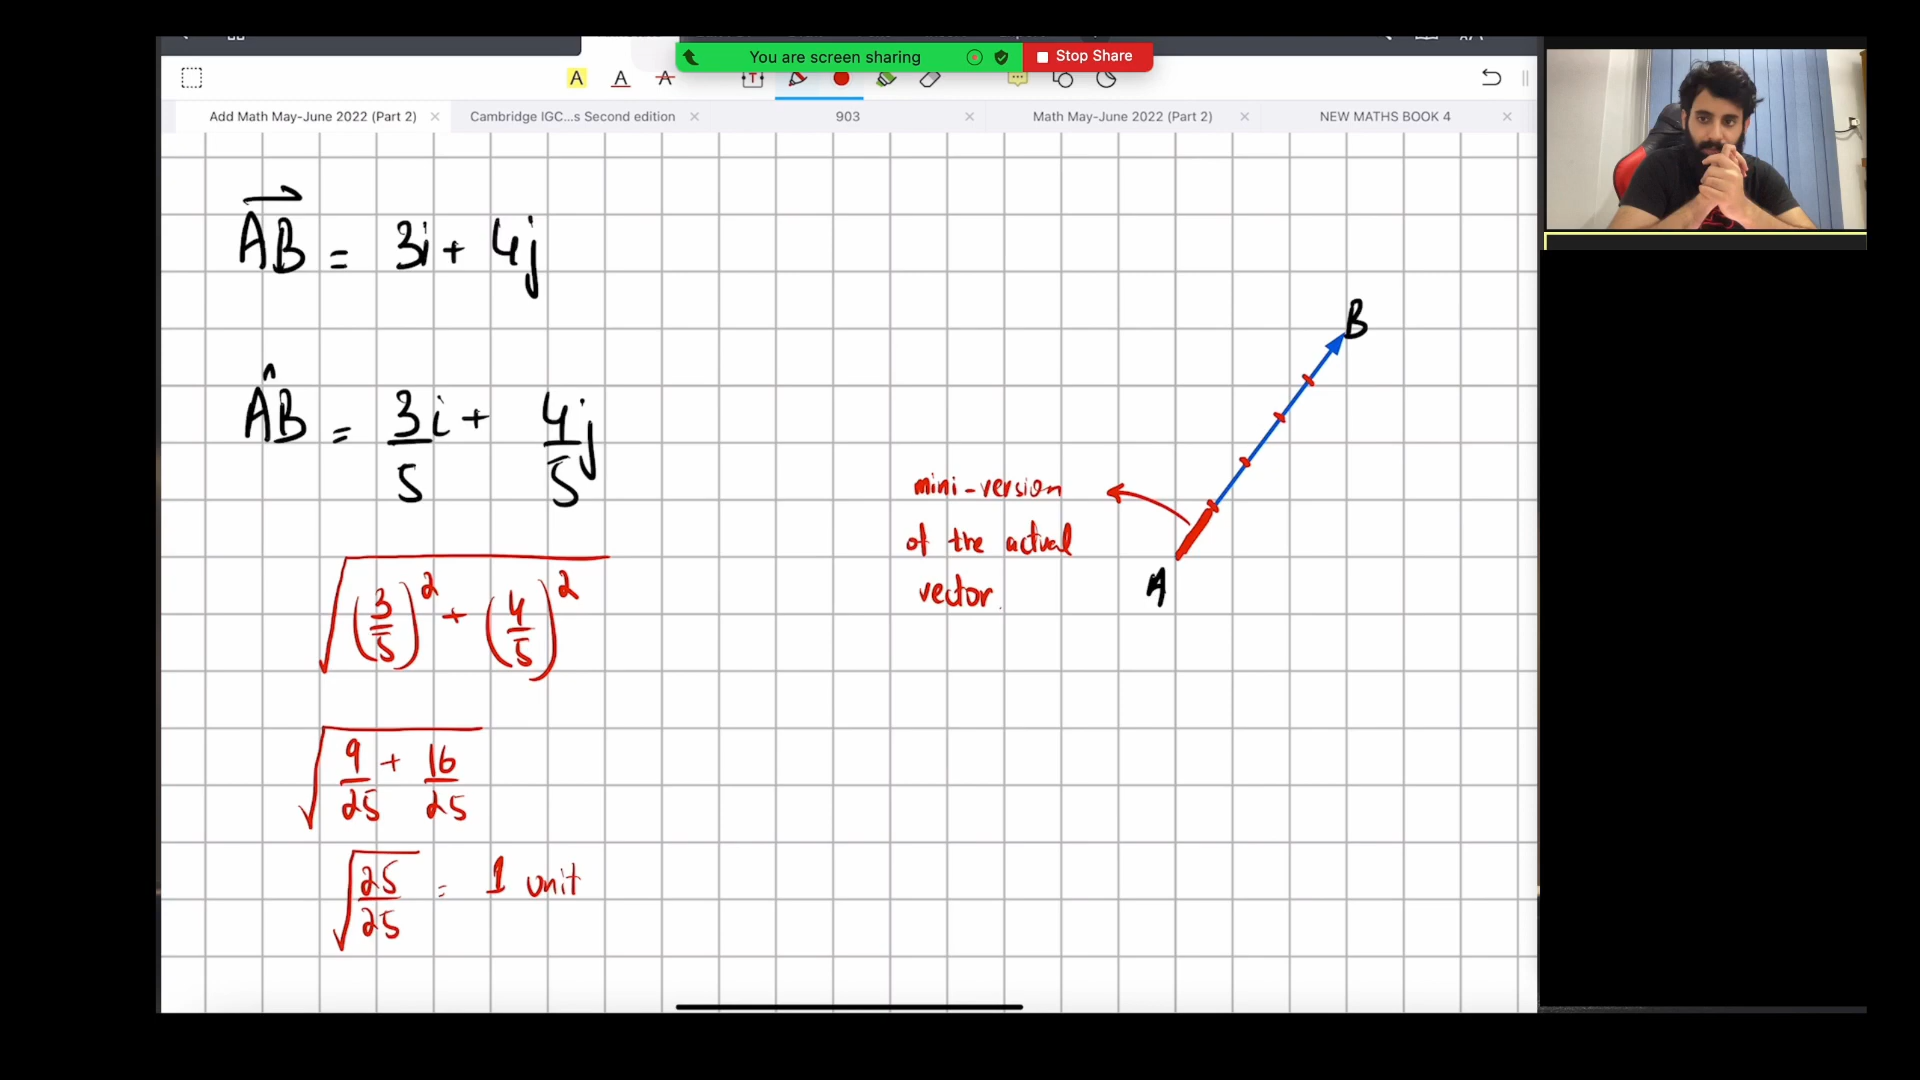 You are screen sharing
Stop Share
A A A T
Add Math May-June 2022 (Part 2) × Cambridge IGC...s Second edition × 903 × Math May-June 2022 (Part 2) × NEW MATHS BOOK 4 ×
→
AB = 3i + 4j
^
AB = 3/5 i + 4/5 j
√((3/5)² + (4/5)²)
√(9/25 + 16/25)
√(25/25) = 1 unit
B
mini-version
of the actual
vector.
A